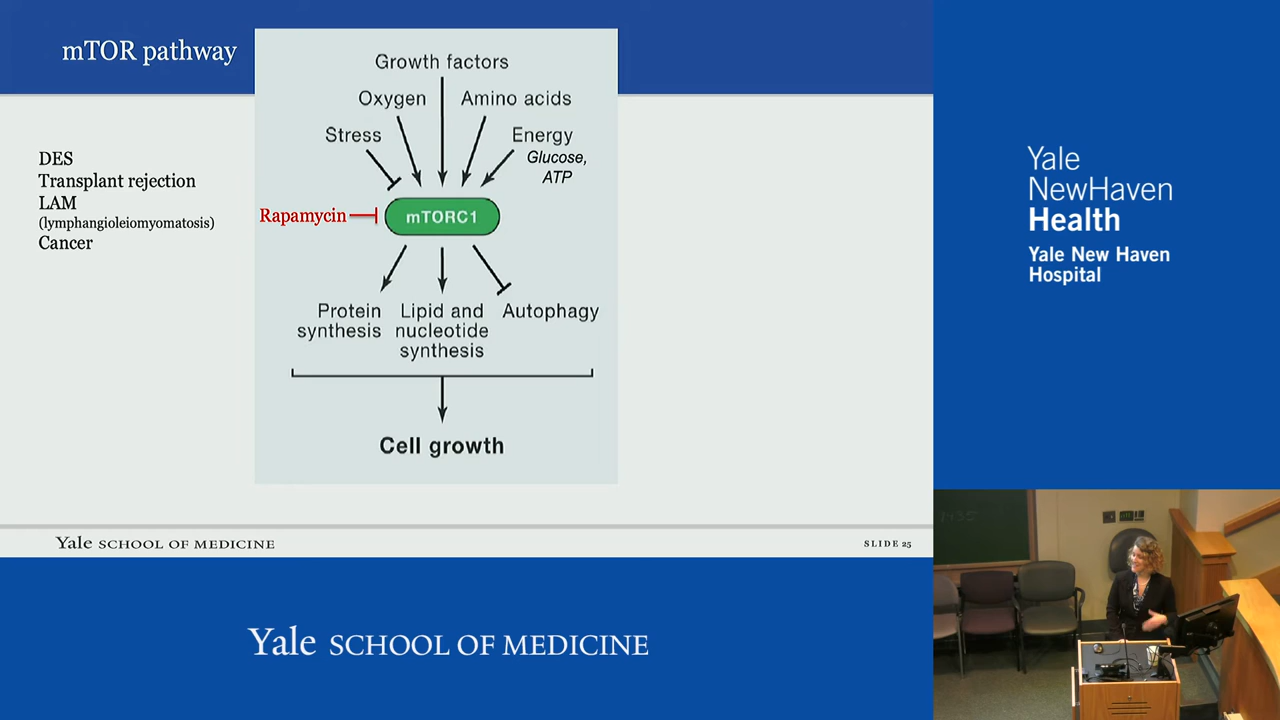 mTOR pathway
DES
Transplant rejection
LAM
(lymphangioleiomyomatosis)
Cancer
Growth factors
Oxygen
Amino acids
Stress
Energy
Glucose,
ATP
Rapamycin
mTORC1
Protein
synthesis
Lipid and
nucleotide
synthesis
Autophagy
Cell growth
Yale SCHOOL OF MEDICINE
SLIDE 25
Yale
NewHaven
Health
Yale New Haven
Hospital
Yale SCHOOL OF MEDICINE